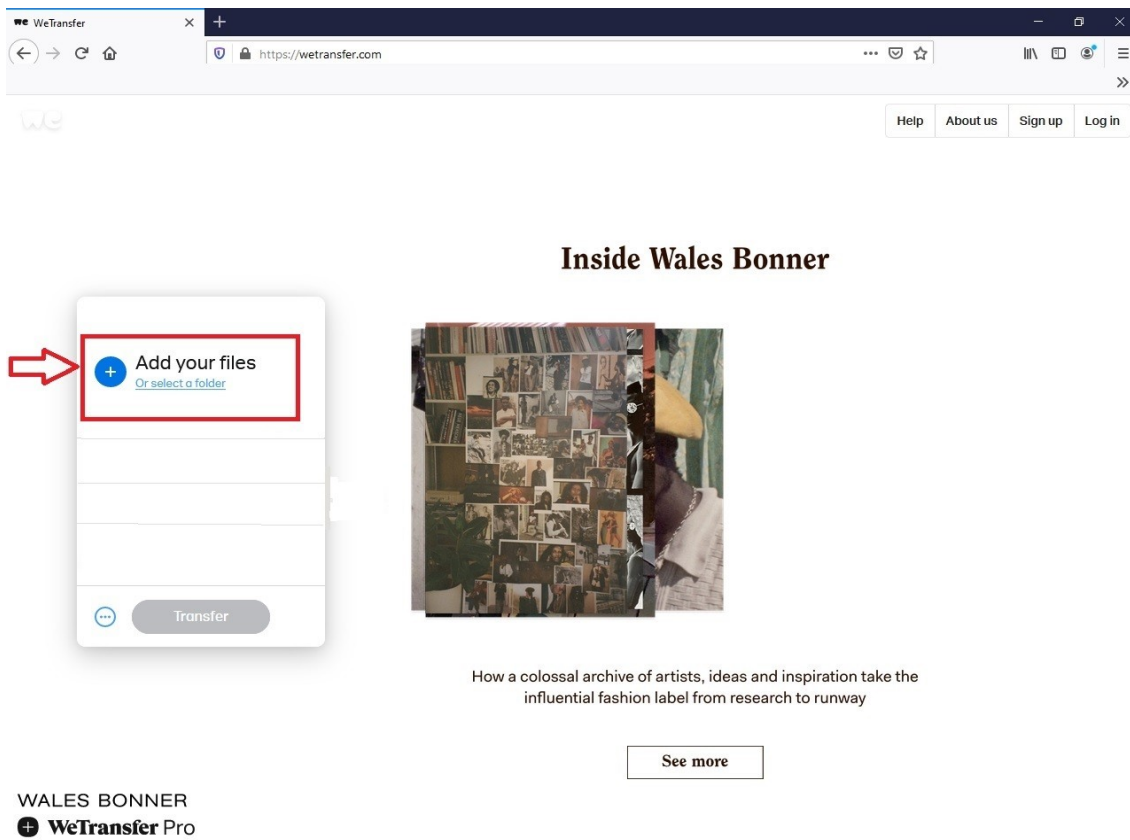 we WeTransfer
https://wetransfer.com
we
Help About us Sign up Log in
Inside Wales Bonner
Add your files
Or select a folder
Transfer
How a colossal archive of artists, ideas and inspiration take the
influential fashion label from research to runway
See more
WALES BONNER
WeTransfer Pro